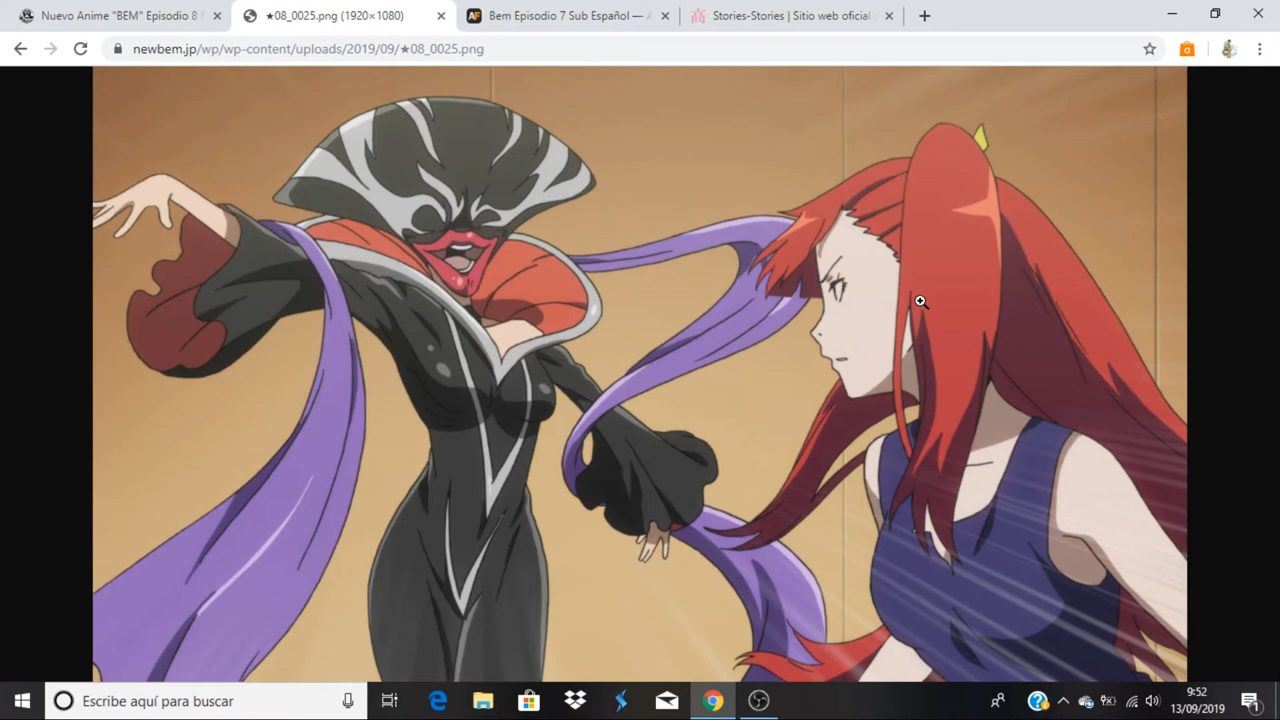 Nuevo Anime "BEM" Episodio 8 F
★08_0025.png (1920×1080)
Bem Episodio 7 Sub Español — A
Stories-Stories | Sitio web oficial
newbem.jp/wp/wp-content/uploads/2019/09/★08_0025.png
Escribe aquí para buscar
9:52
13/09/2019